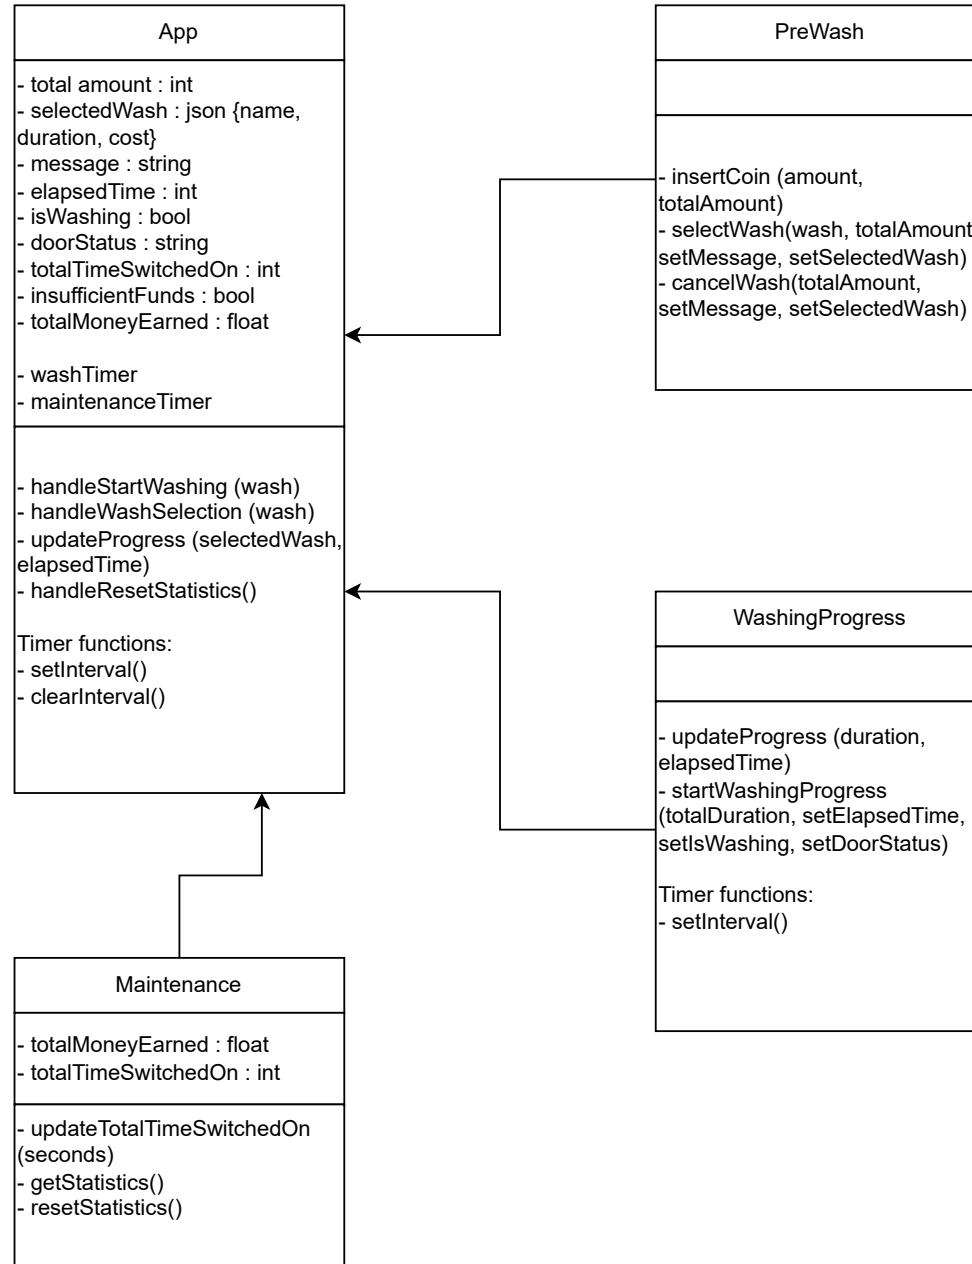 App
- total amount : int
- selectedWash : json {name,
duration, cost}
- message : string
- elapsedTime : int
- isWashing : bool
- doorStatus : string
- totalTimeSwitchedOn : int
- insufficientFunds : bool
- totalMoneyEarned : float
- washTimer
- maintenanceTimer
- handleStartWashing (wash)
- handleWashSelection (wash)
- updateProgress (selectedWash,
elapsedTime)
- handleResetStatistics()
Timer functions:
- setInterval()
- clearInterval()
PreWash
- insertCoin (amount,
totalAmount)
- selectWash(wash, totalAmount
setMessage, setSelectedWash)
- cancelWash(totalAmount,
setMessage, setSelectedWash)
WashingProgress
- updateProgress (duration,
elapsedTime)
- startWashingProgress
(totalDuration, setElapsedTime,
setIsWashing, setDoorStatus)
Timer functions:
- setInterval()
Maintenance
- totalMoneyEarned : float
- totalTimeSwitchedOn : int
- updateTotalTimeSwitchedOn
(seconds)
- getStatistics()
- resetStatistics()